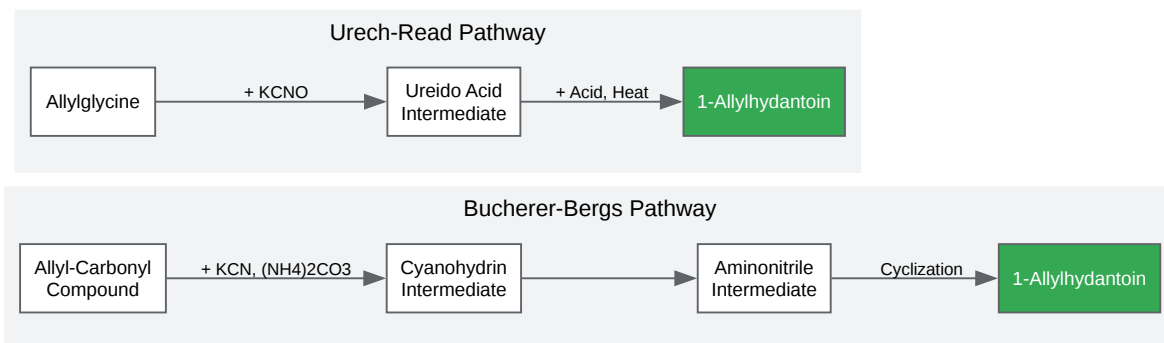 Urech-Read Pathway
Allylglycine
+ KCNO
Ureido Acid
Intermediate
+ Acid, Heat
1-Allylhydantoin
Bucherer-Bergs Pathway
Allyl-Carbonyl
Compound
+ KCN, (NH4)2CO3
Cyanohydrin
Intermediate
Aminonitrile
Intermediate
Cyclization
1-Allylhydantoin